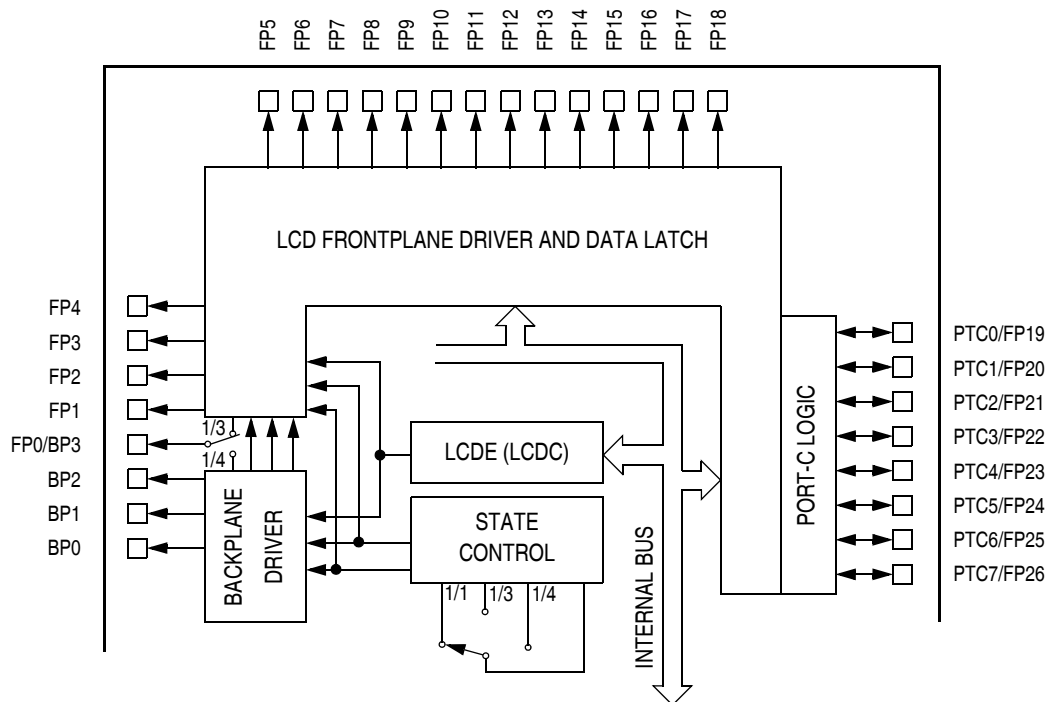 FP5
FP6
FP7
FP8
FP9
FP10
FP11
FP12
FP13
FP14
FP15
FP16
FP17
FP18
LCD FRONTPLANE DRIVER AND DATA LATCH
FP4
FP3
FP2
FP1
FP0/BP3
BP2
BP1
BP0
1/3
1/4
BACKPLANE
DRIVER
LCDE (LCDC)
STATE
CONTROL
1/1
1/3
1/4
INTERNAL BUS
PORT-C LOGIC
PTC0/FP19
PTC1/FP20
PTC2/FP21
PTC3/FP22
PTC4/FP23
PTC5/FP24
PTC6/FP25
PTC7/FP26